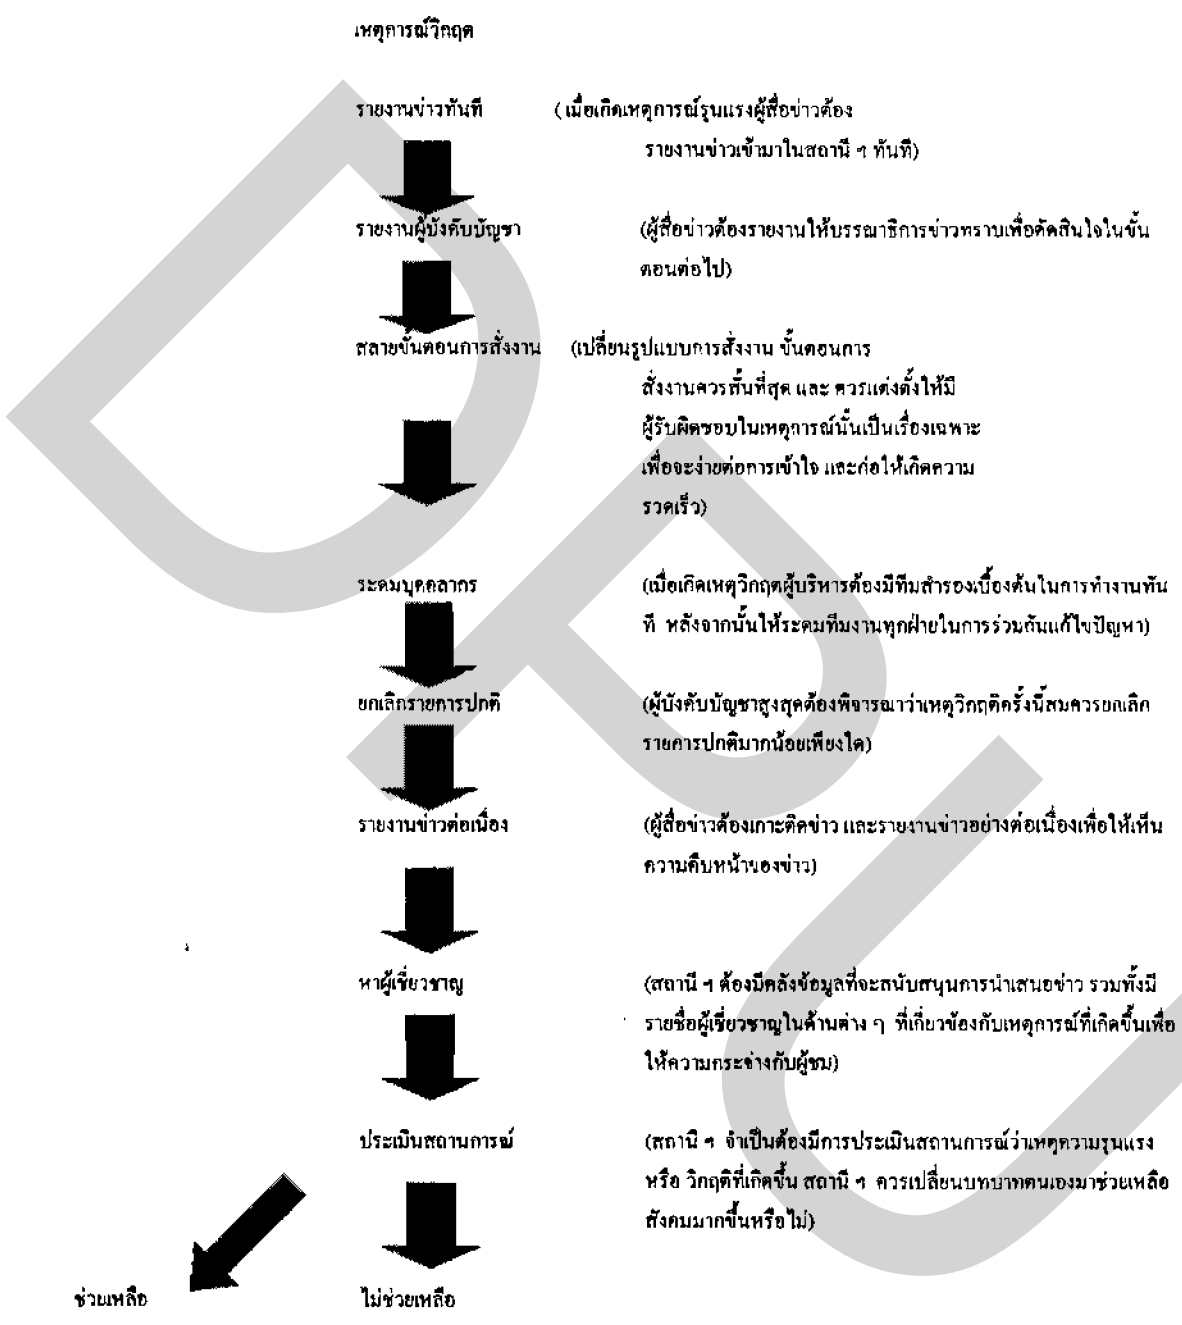 เหตุการณ์วิกฤต
รายงานข่าวทันที (เมื่อเกิดเหตุการณ์รุนแรงผู้สื่อข่าวต้อง
รายงานข่าวเข้ามาในสถานี ฯ ทันที)
รายงานผู้บังคับบัญชา (ผู้สื่อข่าวต้องรายงานให้บรรณาธิการข่าวทราบเพื่อตัดสินใจในขั้น
ตอนต่อไป)
สลายขั้นตอนการสั่งงาน (เปลี่ยนรูปแบบการสั่งงาน ขั้นตอนการ
สั่งงานควรสั้นที่สุด และ ควรแต่งตั้งให้มี
ผู้รับผิดชอบในเหตุการณ์นั้นเป็นเรื่องเฉพาะ
เพื่อจะง่ายต่อการเข้าใจ และก่อให้เกิดความ
รวดเร็ว)
ระดมบุคคลากร (เมื่อเกิดเหตุวิกฤตผู้บริหารต้องมีทีมสำรองเบื้องต้นในการทำงานทัน
ที หลังจากนั้นให้ระดมทีมงานทุกฝ่ายในการร่วมกันแก้ไขปัญหา)
ยกเลิกรายการปกติ (ผู้บังคับบัญชาสูงสุดต้องพิจารณาว่าเหตุวิกฤติครั้งนี้สมควรยกเลิก
รายการปกติมากน้อยเพียงใด)
รายงานข่าวต่อเนื่อง (ผู้สื่อข่าวต้องเกาะติดข่าว และรายงานข่าวอย่างต่อเนื่องเพื่อให้เห็น
ความคืบหน้าของข่าว)
หาผู้เชี่ยวชาญ (สถานี ฯ ต้องมีคลังข้อมูลที่จะสนับสนุนการนำเสนอข่าว รวมทั้งมี
รายชื่อผู้เชี่ยวชาญในด้านต่าง ๆ ที่เกี่ยวข้องกับเหตุการณ์ที่เกิดขึ้นเพื่อ
ให้ความกระจ่างกับผู้ชม)
ประเมินสถานการณ์ (สถานี ฯ จำเป็นต้องมีการประเมินสถานการณ์ว่าเหตุความรุนแรง
หรือ วิกฤติที่เกิดขึ้น สถานี ฯ ควรเปลี่ยนบทบาทตนเองมาช่วยเหลือ
สังคมมากขึ้นหรือไม่)
ช่วยเหลือ ไม่ช่วยเหลือ
DPU